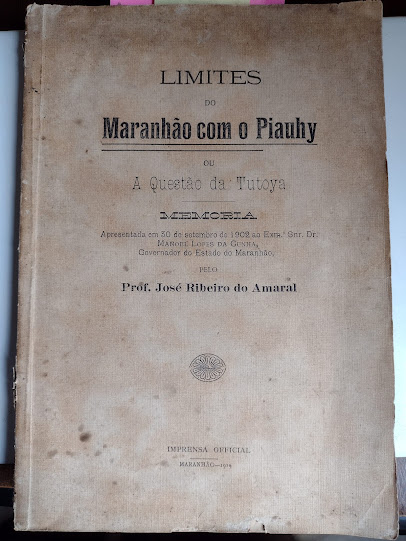 LIMITES
DO
Maranhão com o Piauhy
OU
A Questão da Tutoya
MEMORIA
Apresentada em 30 de setembro de 1902 ao Exm.º Snr. Dr.
MANOEL LOPES DA CUNHA,
Governador do Estado do Maranhão,
PELO
Prof. José Ribeiro do Amaral
IMPRENSA OFFICIAL
MARANHÃO—1919